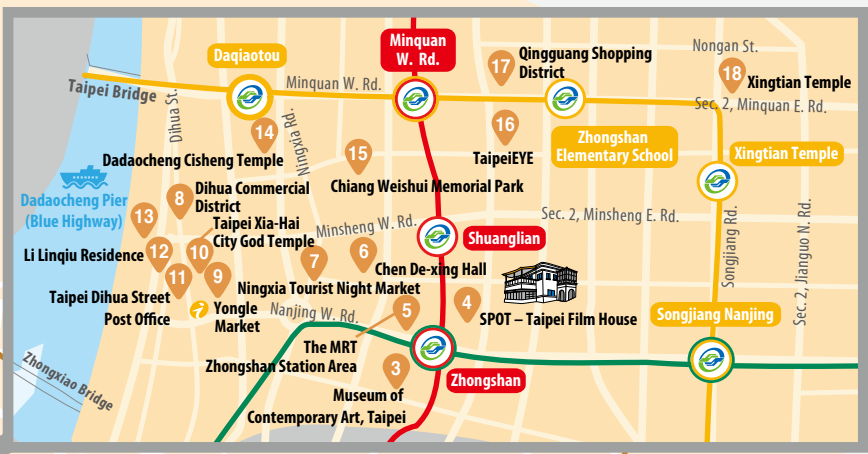 Daqiaotou
Minquan
W. Rd.
17
Qingguang Shopping
District
Nongan St.
18
Xingtian Temple
Taipei Bridge
Dihua St.
Minquan W. Rd.
Sec. 2, Minquan E. Rd.
14
Dadaocheng Cisheng Temple
Ningxia Rd.
15
Chiang Weishui Memorial Park
16
TaipeiEYE
Zhongshan
Elementary School
Xingtian Temple
Dadaocheng Pier
(Blue Highway)
8
Dihua Commercial
District
13
Li Linqiu Residence
12
10
Taipei Xia-Hai
City God Temple
Minsheng W. Rd.
Sec. 2, Minsheng E. Rd.
Shuanglian
Songjiang Rd.
Sec. 2, Jianguo N. Rd.
11
Taipei Dihua Street
Post Office
9
Yongle
Market
7
Ningxia Tourist Night Market
6
Chen De-xing Hall
Nanjing W. Rd.
5
The MRT
Zhongshan Station Area
4
SPOT – Taipei Film House
Songjiang Nanjing
Zhongxiao Bridge
3
Museum of
Contemporary Art, Taipei
Zhongshan